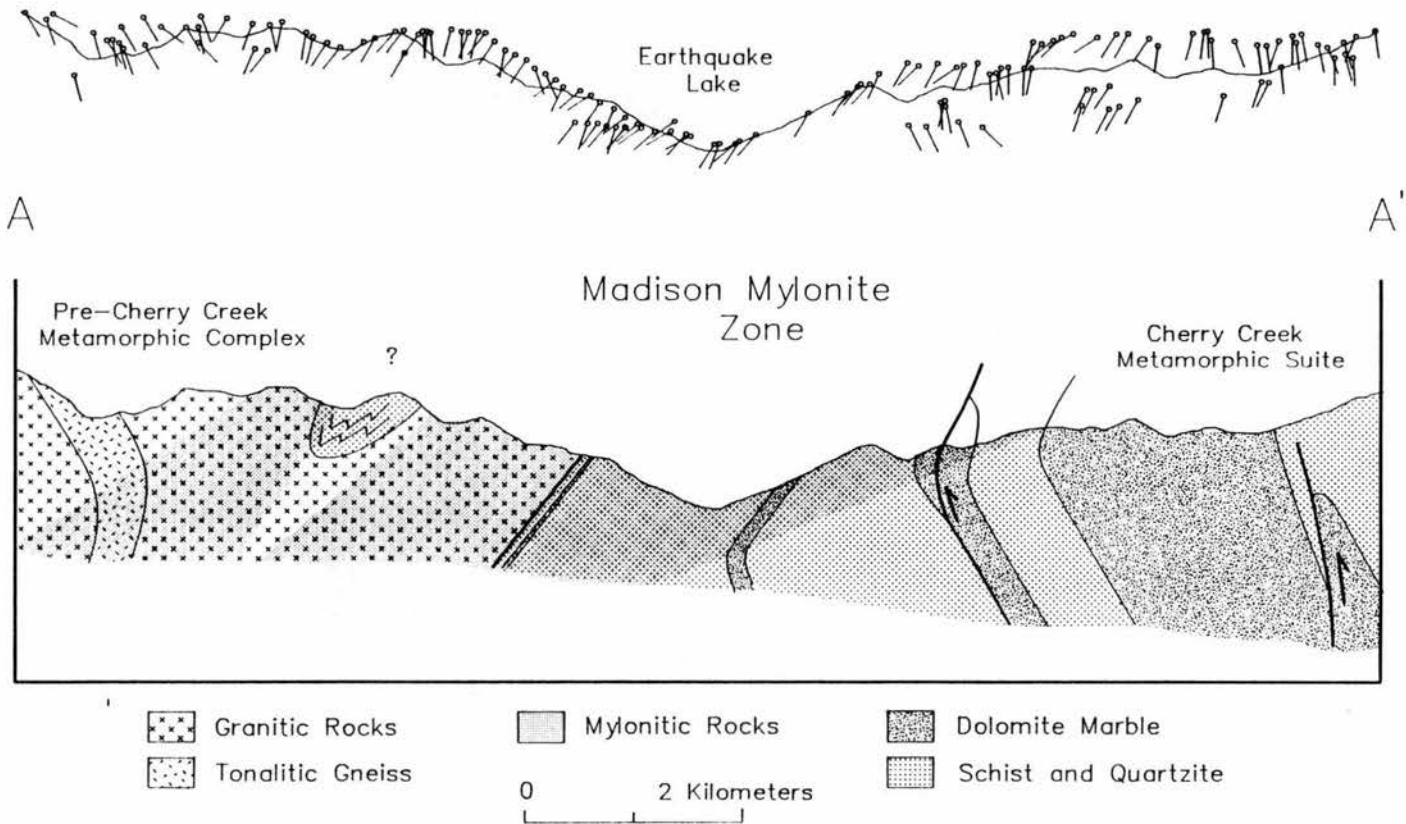 Earthquake
Lake
A
A'
Madison Mylonite
Zone
Pre-Cherry Creek
Metamorphic Complex
?
Cherry Creek
Metamorphic Suite
Granitic Rocks
Mylonitic Rocks
Dolomite Marble
Tonalitic Gneiss
Schist and Quartzite
0 2 Kilometers